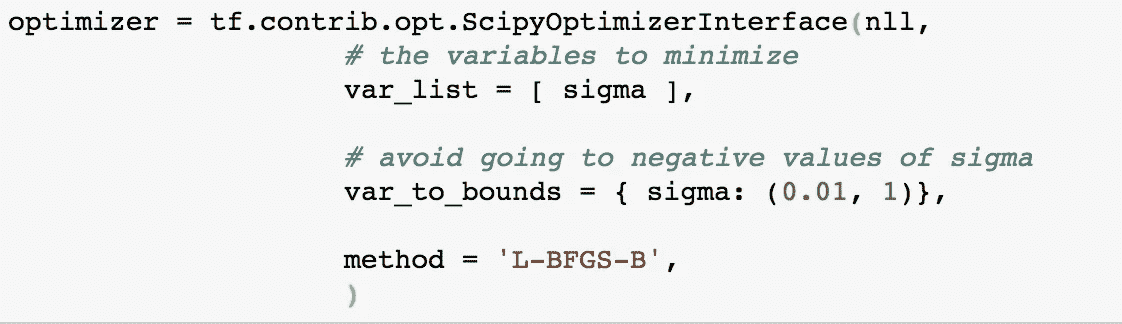 optimizer = tf.contrib.opt.ScipyOptimizerInterface(nll,
# the variables to minimize
var_list = [ sigma ],
# avoid going to negative values of sigma
var_to_bounds = { sigma: (0.01, 1)},
method = 'L-BFGS-B',
)